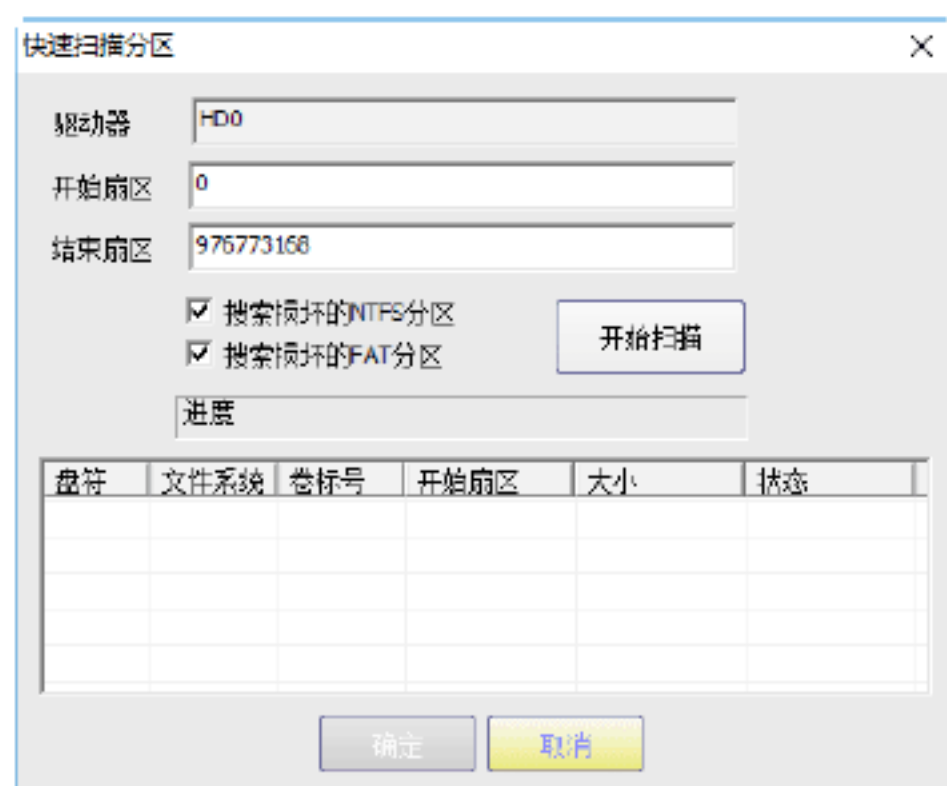 快速扫描分区
驱动器 HD0
开始扇区 0
结束扇区 976773168
搜索损坏的NTFS分区
搜索损坏的FAT分区
开始扫描
进度
盘符 文件系统 卷标号 开始扇区 大小 状态
确定 取消